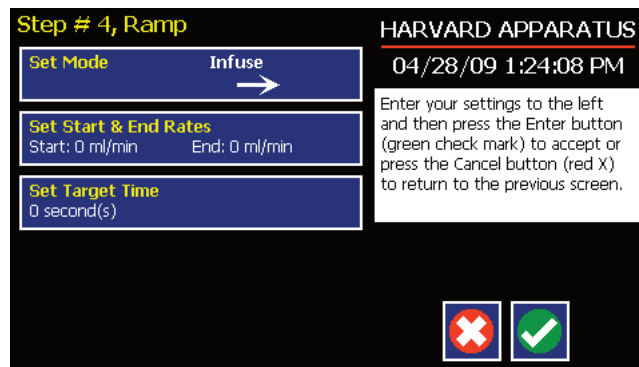 Step # 4, Ramp
Set Mode Infuse
Set Start & End Rates
Start: 0 ml/min End: 0 ml/min
Set Target Time
0 second(s)
HARVARD APPARATUS
04/28/09 1:24:08 PM
Enter your settings to the left
and then press the Enter button
(green check mark) to accept or
press the Cancel button (red X)
to return to the previous screen.